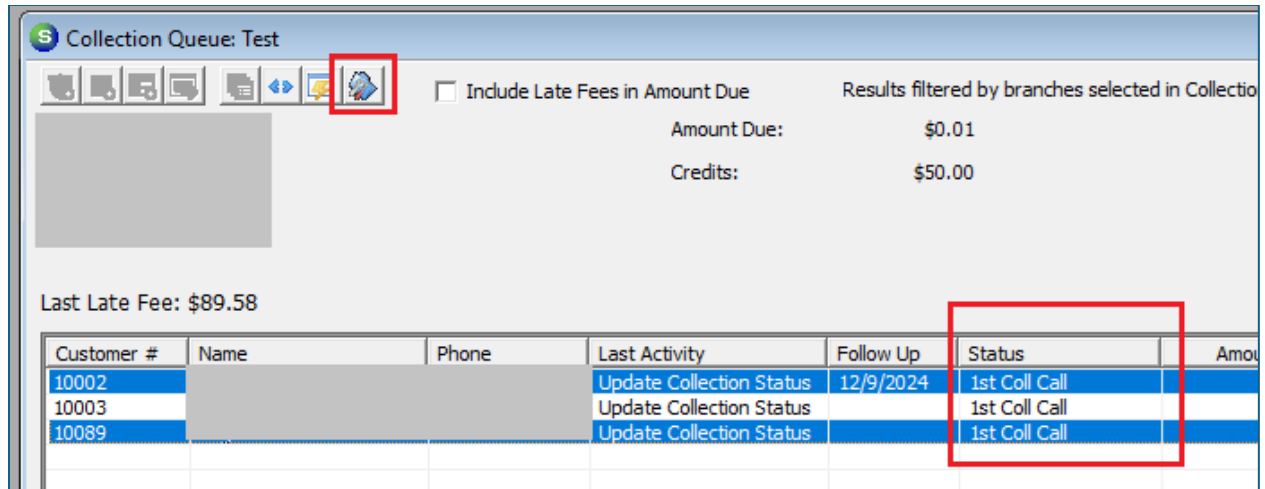 S Collection Queue: Test
Include Late Fees in Amount Due Results filtered by branches selected in Collectio
Amount Due: $0.01
Credits: $50.00
Last Late Fee: $89.58
Customer # Name Phone Last Activity Follow Up Status Amou
10002 Update Collection Status 12/9/2024 1st Coll Call
10003 Update Collection Status 1st Coll Call
10089 Update Collection Status 1st Coll Call